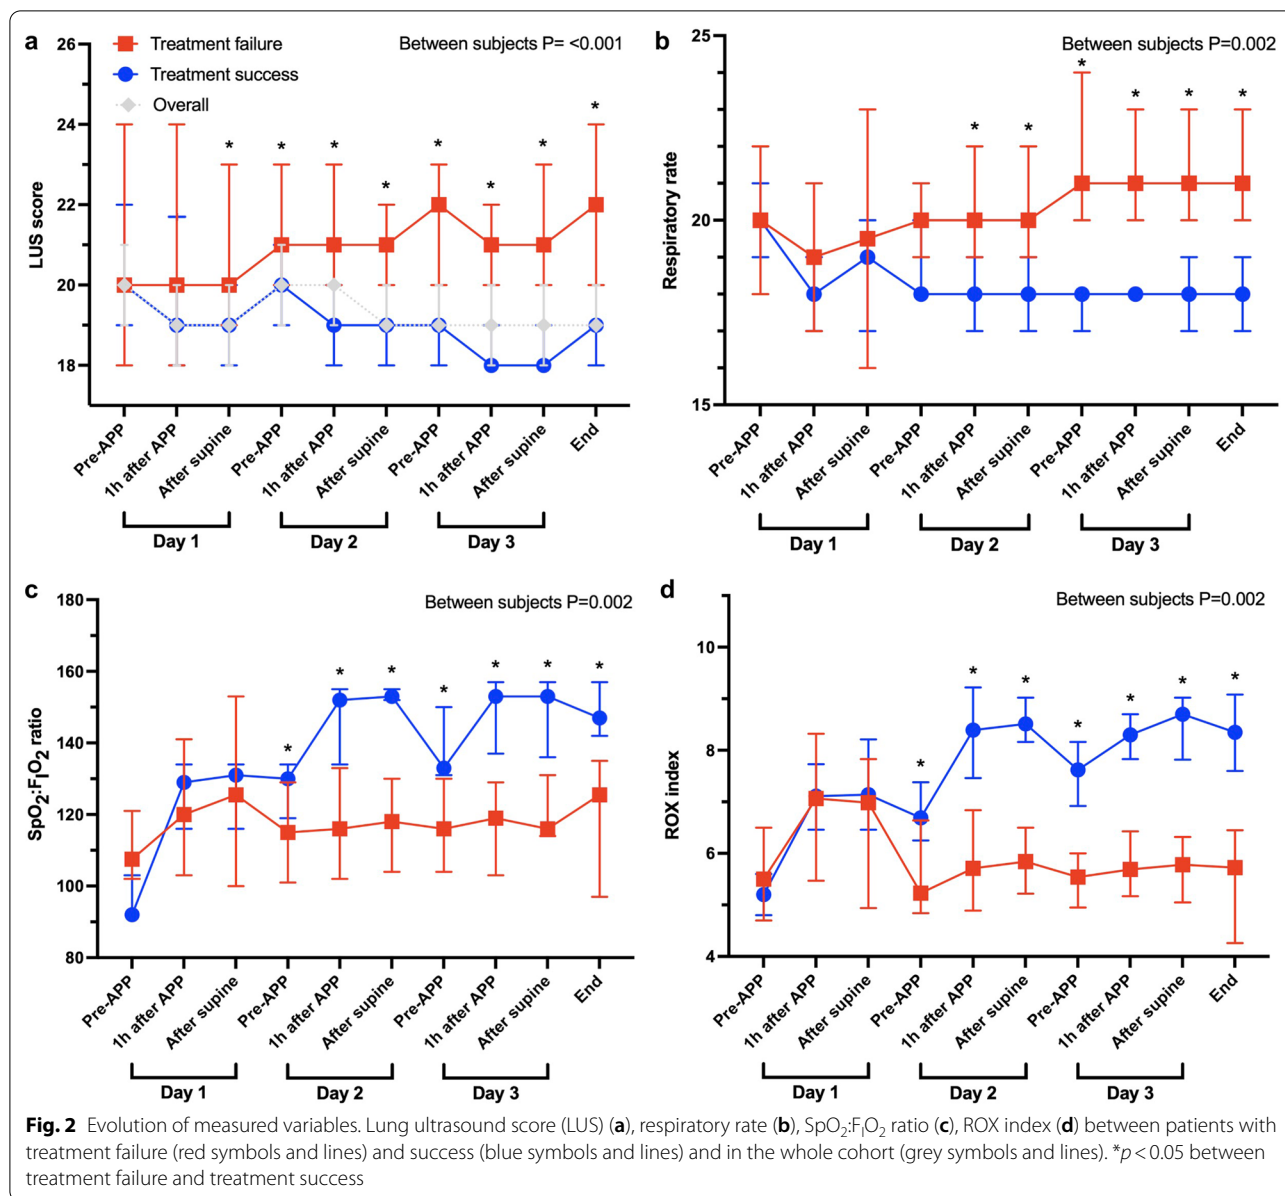 a
Treatment failure
Treatment success
Overall
Between subjects P= <0.001
LUS score
26
24
22
20
18
* * * * * * * *
Pre-APP 1h after APP After supine Pre-APP 1h after APP After supine Pre-APP 1h after APP After supine End
Day 1 Day 2 Day 3
b
Between subjects P=0.002
Respiratory rate
25
20
15
* * * * * *
Pre-APP 1h after APP After supine Pre-APP 1h after APP After supine Pre-APP 1h after APP After supine End
Day 1 Day 2 Day 3
c
Between subjects P=0.002
SpO₂:FᵢO₂ ratio
180
160
140
120
100
80
* * * * * * *
Pre-APP 1h after APP After supine Pre-APP 1h after APP After supine Pre-APP 1h after APP After supine End
Day 1 Day 2 Day 3
d
Between subjects P=0.002
ROX index
10
8
6
4
* * * * * * *
Pre-APP 1h after APP After supine Pre-APP 1h after APP After supine Pre-APP 1h after APP After supine End
Day 1 Day 2 Day 3
Fig. 2 Evolution of measured variables. Lung ultrasound score (LUS) (a), respiratory rate (b), SpO₂:FᵢO₂ ratio (c), ROX index (d) between patients with
treatment failure (red symbols and lines) and success (blue symbols and lines) and in the whole cohort (grey symbols and lines). *p < 0.05 between
treatment failure and treatment success